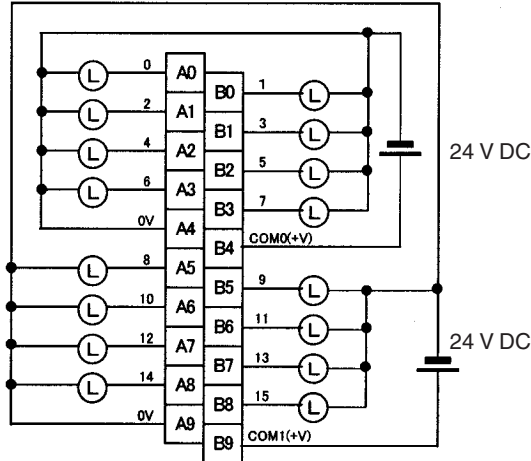 L 0 A0
B0 1 L
L 2 A1
B1 3 L
L 4 A2
B2 5 L
L 6 A3
B3 7 L
0V A4
B4 COM0(+V)
24 V DC
L 8 A5
B5 9 L
L 10 A6
B6 11 L
L 12 A7
B7 13 L
24 V DC
L 14 A8
B8 15 L
0V A9
B9 COM1(+V)